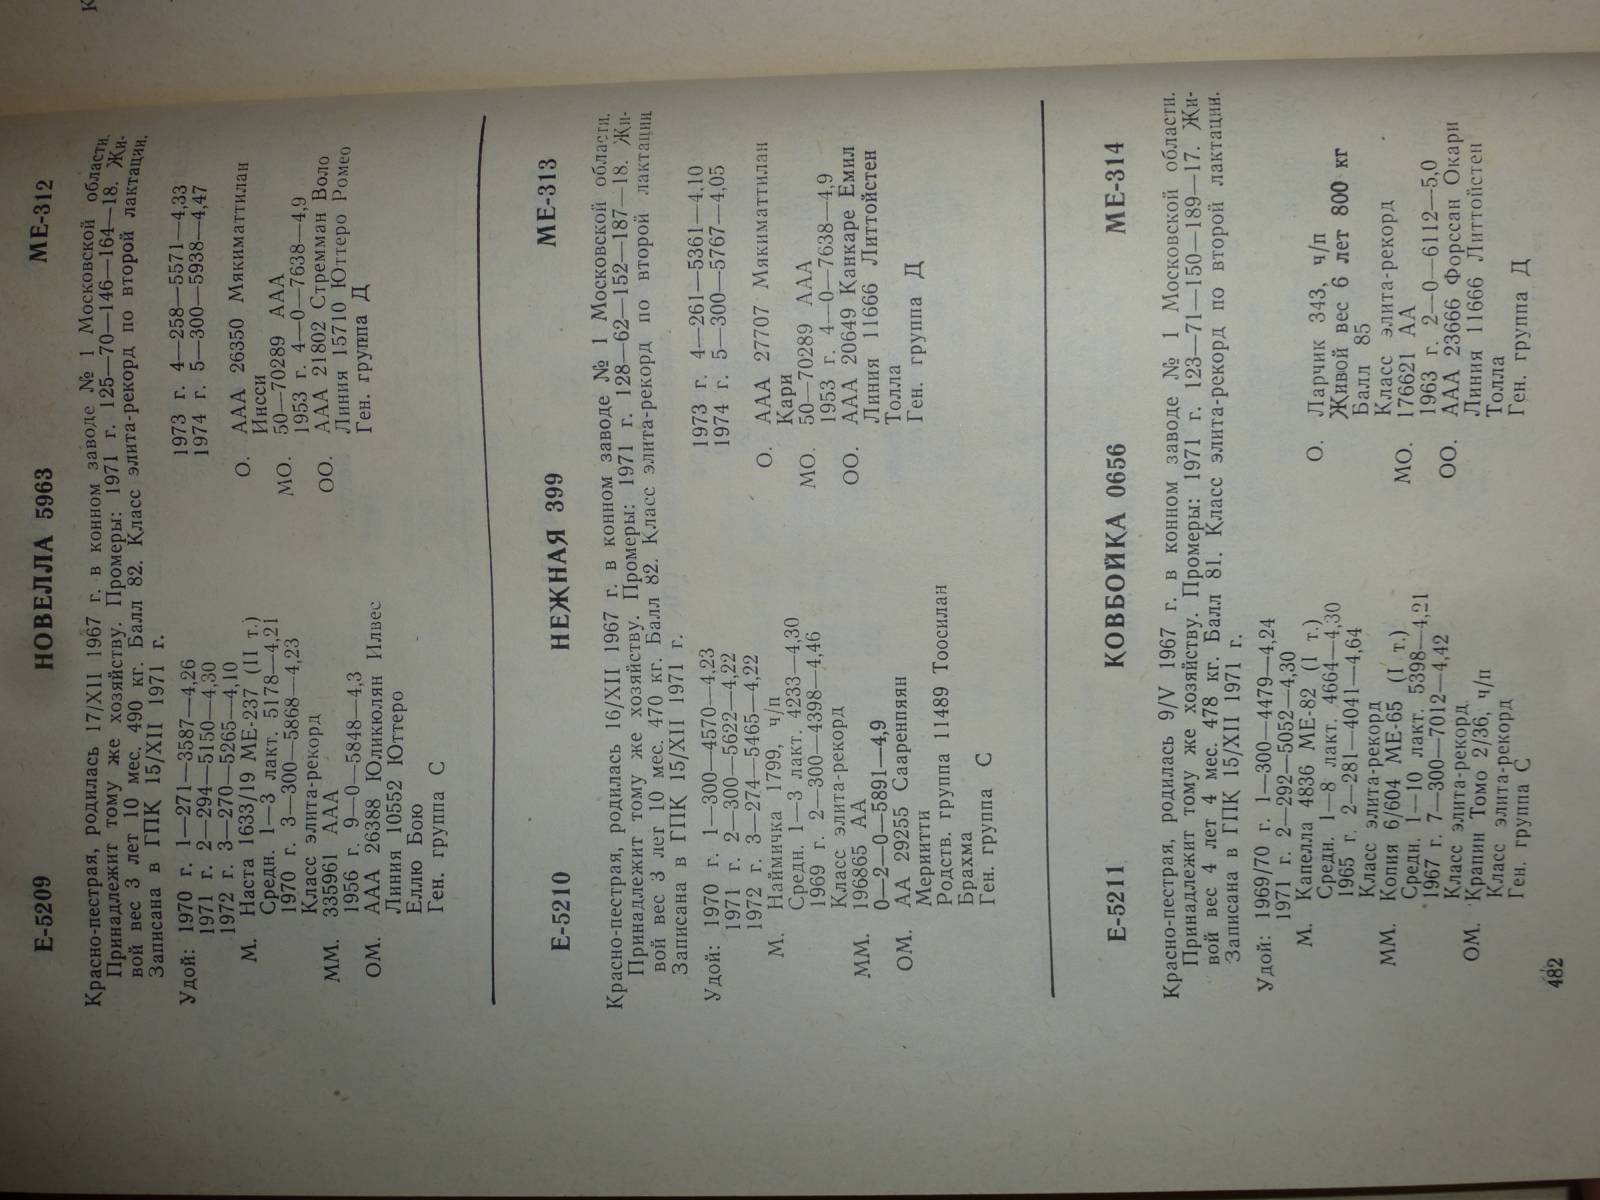 Е-5209 НОВЕЛЛА 5963 МЕ-312
Красно-пестрая, родилась 17/XII 1967 г. в конном заводе № 1 Московской области.
Принадлежит тому же хозяйству. Промеры: 1971 г. 125—70—146—164—18. Жи-
вой вес 3 лет 10 мес. 490 кг. Балл 82. Класс элита-рекорд по второй лактации.
Записана в ГПК 15/XII 1971 г.
Удой: 1970 г. 1—271—3587—4,26
1971 г. 2—294—5150—4,30
1972 г. 3—270—5265—4,10
М. Наста 1633/19 МЕ-237 (II т.)
Средн. 1—3 лакт. 5178—4,21
1970 г. 3—300—5868—4,23
Класс элита-рекорд
ММ. 335961 ААА
1956 г. 9—0—5848—4,3
ОМ. ААА 26388 Юликюлян Илвес
Линия 10552 Юттеро
Еллю Бою
Ген. группа С
1973 г. 4—258—5571—4,33
1974 г. 5—300—5938—4,47
О. ААА 26350 Мякиматтилан
Инсси
МО. 50—70289 ААА
1953 г. 4—0—7638—4,9
ОО. ААА 21802 Стремман Воло
Линия 15710 Юттеро Ромео
Ген. группа Д
Е-5210 НЕЖНАЯ 399 МЕ-313
Красно-пестрая, родилась 16/XII 1967 г. в конном заводе № 1 Московской области.
Принадлежит тому же хозяйству. Промеры: 1971 г. 128—62—152—187—18. Жи-
вой вес 3 лег 10 мес. 470 кг. Балл 82. Класс элита-рекорд по второй лактации
Записана в ГПК 15/XII 1971 г.
Удой: 1970 г. 1—300—4570—4,23
1971 г. 2—300—5622—4,22
1972 г. 3—274—5465—4,22
М. Наймичка 1799, ч/п
Средн. 1—3 лакт. 4233—4,30
1969 г. 2—300—4398—4,46
Класс элита-рекорд
ММ. 196865 АА
0—2—0—5891—4,9
ОМ. АА 29255 Сааренпяян
Мериитти
Родств. группа 11489 Тоосилан
Брахма
Ген. группа С
1973 г. 4—261—5361—4.10
1974 г. 5—300—5767—4,05
О. ААА 27707 Мякиматтилан
Кари
МО. 50—70289 ААА
1953 г. 4—0—7638—4,9
ОО. ААА 20649 Канкаре Емил
Линия 11666 Литтойстен
Толла
Ген. группа Д
Е-5211 КОВБОЙКА 0656 МЕ-314
Красно-пестрая, родилась 9/V 1967 г. в конном заводе № 1 Московской области.
Принадлежит тому же хозяйству. Промеры: 1971 г. 123—71—150—189—17. Жи-
вой вес 4 лет 4 мес. 478 кг. Балл 81. Класс элита-рекорд по второй лактации.
Записана в ГПК 15/XII 1971 г.
Удой: 1969/70 г. 1—300—4479—4,24
1971 г. 2—292—5052—4,30
М. Капелла 4836 МЕ-82 (I т.)
Средн. 1—8 лакт. 4664—4,30
1965 г. 2—281—4041—4,64
Класс элита-рекорд
ММ. Копия 6/604 МЕ-65 (I т.)
Средн. 1—10 лакт. 5398—4,21
1967 г. 7—300—7012—4,42
Класс элита-рекорд
ОМ. Крапин Томо 2/36, ч/п
Класс элита-рекорд
Ген. группа С
О. Ларчик 343, ч/п
Живой вес 6 лет 800 кг
Балл 85
Класс элита-рекорд
МО. 176621 АА
1963 г. 2—0—6112—5,0
ОО. ААА 23666 Форссан Окари
Линия 11666 Литтойстен
Толла
Ген. группа Д
482